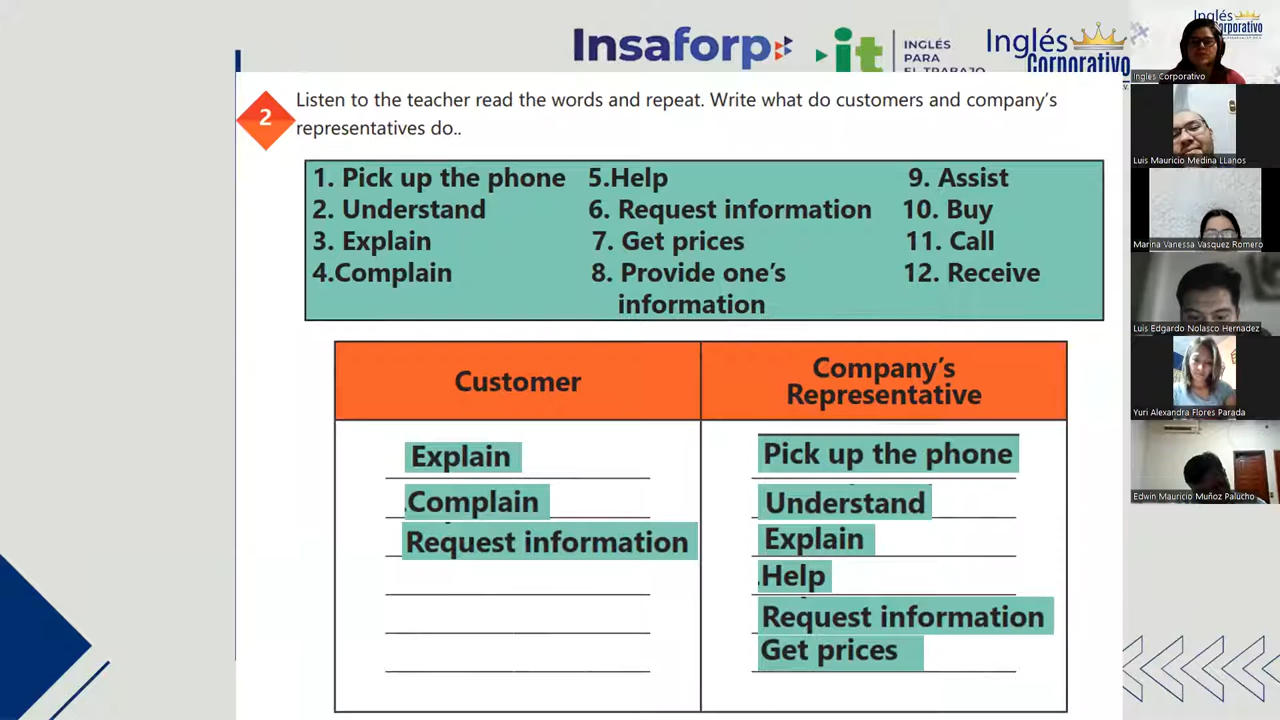 Insaforp
it
INGLÉS
PARA
EL TRABAJO
Inglés
Corporativo
Inglés
Corporativo
2
Listen to the teacher read the words and repeat. Write what do customers and company's
representatives do..
1. Pick up the phone
2. Understand
3. Explain
4.Complain
5.Help
6. Request information
7. Get prices
8. Provide one's
information
9. Assist
10. Buy
11. Call
12. Receive
Customer
Company's
Representative
Explain
.Complain
Request information
Pick up the phone
Understand
Explain
.Help
Request information
Get prices
Ingles Corporativo
Luis Mauricio Medina LLanos
Marina Vanessa Vasquez Romero
Luis Edgardo Nolasco Hernadez
Yuri Alexandra Flores Parada
Edwin Mauricio Muñoz Palucho